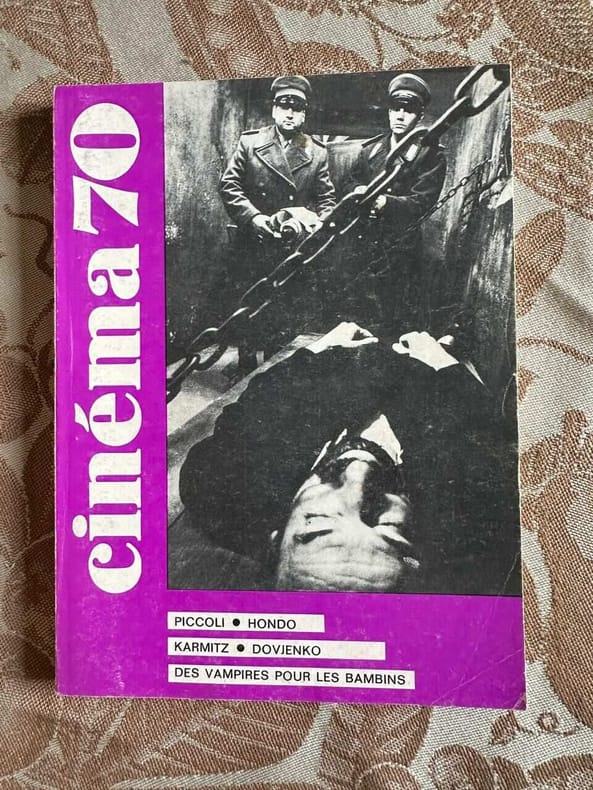 cinéma 70
PICCOLI ● HONDO
KARMITZ ● DOVJENKO
DES VAMPIRES POUR LES BAMBINS